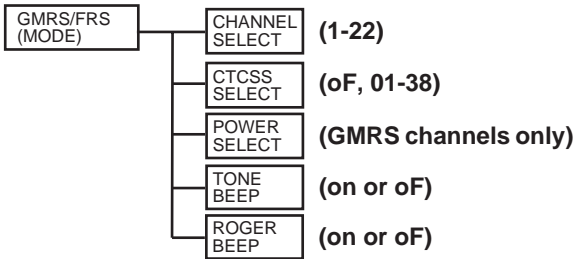 GMRS/FRS
(MODE)
CHANNEL
SELECT
(1-22)
CTCSS
SELECT
(oF, 01-38)
POWER
SELECT
(GMRS channels only)
TONE
BEEP
(on or oF)
ROGER
BEEP
(on or oF)